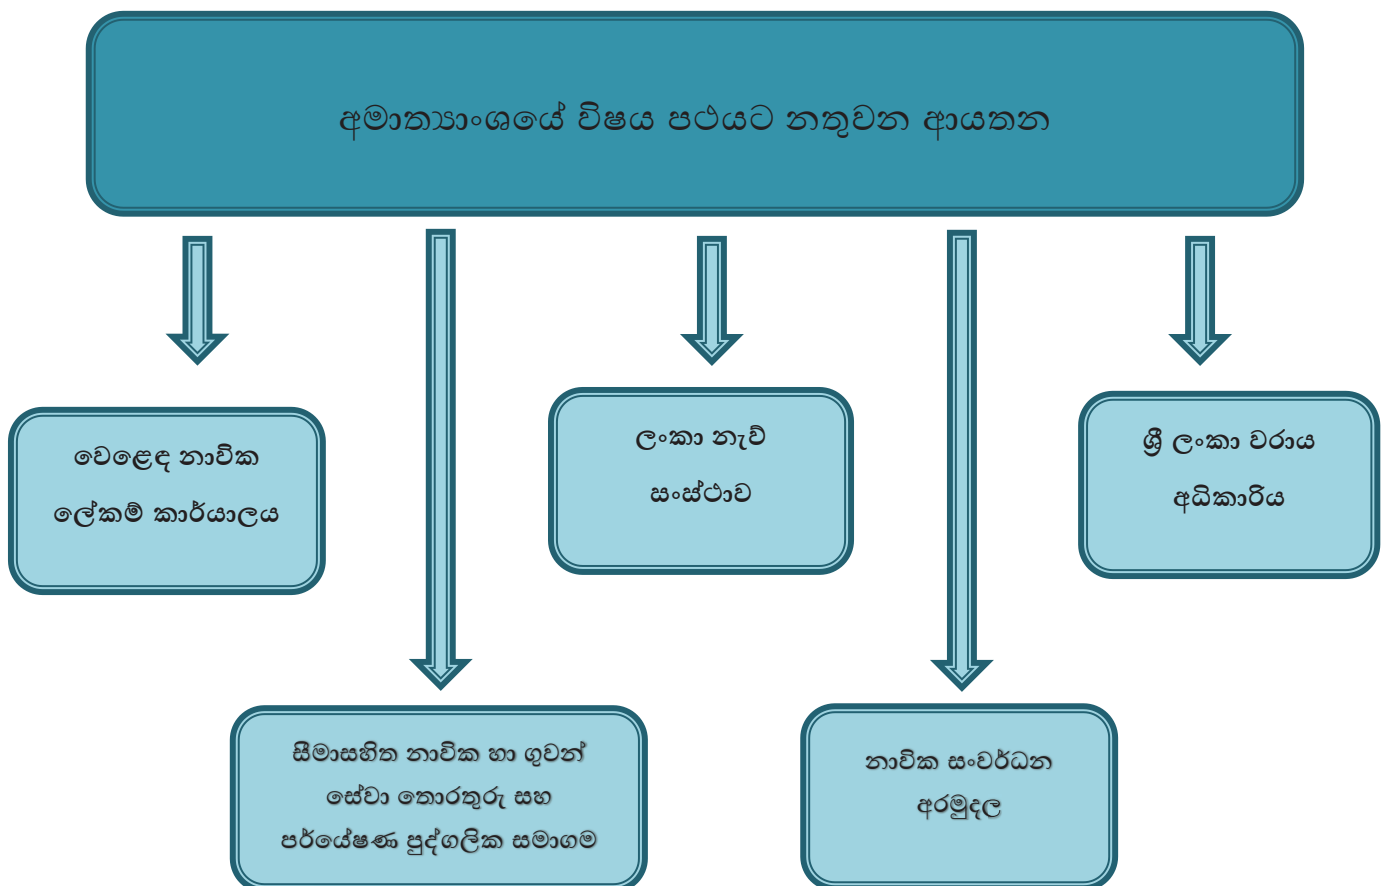 අමාත්‍යාංශයේ විෂය පථයට නතුවන ආයතන
වෙළෙඳ නාවික
ලේකම් කාර්යාලය
ලංකා නැව්
සංස්ථාව
ශ්‍රී ලංකා වරාය
අධිකාරිය
සීමාසහිත නාවික හා ගුවන්
සේවා තොරතුරු සහ
පර්යේෂණ පුද්ගලික සමාගම
නාවික සංවර්ධන
අරමුදල